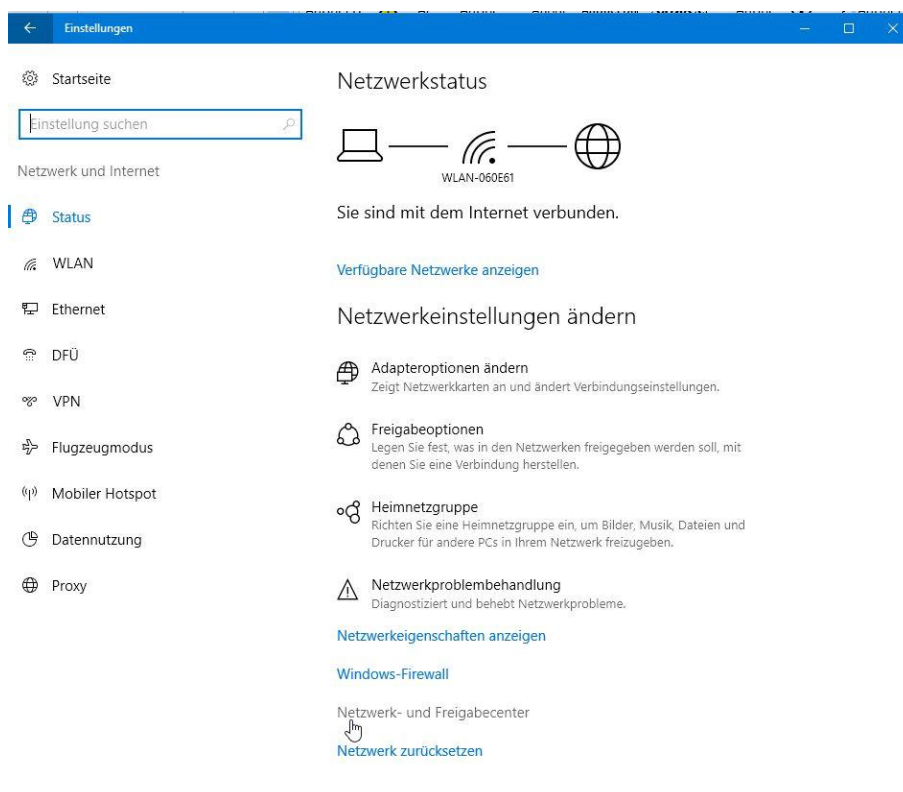 Einstellungen
Startseite
Einstellung suchen
Netzwerk und Internet
Status
WLAN
Ethernet
DFÜ
VPN
Flugzeugmodus
Mobiler Hotspot
Datennutzung
Proxy
Netzwerkstatus
WLAN-060E61
Sie sind mit dem Internet verbunden.
Verfügbare Netzwerke anzeigen
Netzwerkeinstellungen ändern
Adapteroptionen ändern
Zeigt Netzwerkkarten an und ändert Verbindungseinstellungen.
Freigabeoptionen
Legen Sie fest, was in den Netzwerken freigegeben werden soll, mit
denen Sie eine Verbindung herstellen.
Heimnetzgruppe
Richten Sie eine Heimnetzgruppe ein, um Bilder, Musik, Dateien und
Drucker für andere PCs in Ihrem Netzwerk freizugeben.
Netzwerkproblembehandlung
Diagnostiziert und behebt Netzwerkprobleme.
Netzwerkeigenschaften anzeigen
Windows-Firewall
Netzwerk- und Freigabecenter
Netzwerk zurücksetzen